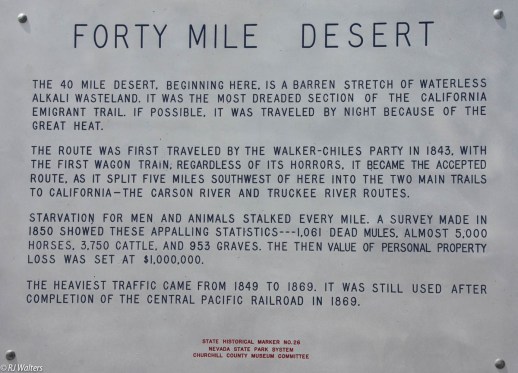 FORTY MILE DESERT
THE 40 MILE DESERT, BEGINNING HERE, IS A BARREN STRETCH OF WATERLESS
ALKALI WASTELAND. IT WAS THE MOST DREADED SECTION OF THE CALIFORNIA
EMIGRANT TRAIL. IF POSSIBLE, IT WAS TRAVELED BY NIGHT BECAUSE OF THE
GREAT HEAT.
THE ROUTE WAS FIRST TRAVELED BY THE WALKER-CHILES PARTY IN 1843, WITH
THE FIRST WAGON TRAIN. REGARDLESS OF ITS HORRORS, IT BECAME THE ACCEPTED
ROUTE, AS IT SPLIT FIVE MILES SOUTHWEST OF HERE INTO THE TWO MAIN TRAILS
TO CALIFORNIA—THE CARSON RIVER AND TRUCKEE RIVER ROUTES.
STARVATION FOR MEN AND ANIMALS STALKED EVERY MILE. A SURVEY MADE IN
1850 SHOWED THESE APPALLING STATISTICS---1,061 DEAD MULES, ALMOST 5,000
HORSES, 3,750 CATTLE, AND 953 GRAVES. THE THEN VALUE OF PERSONAL PROPERTY
LOSS WAS SET AT $1,000,000.
THE HEAVIEST TRAFFIC CAME FROM 1849 TO 1869. IT WAS STILL USED AFTER
COMPLETION OF THE CENTRAL PACIFIC RAILROAD IN 1869.
STATE HISTORICAL MARKER NO.26
NEVADA STATE PARK SYSTEM
CHURCHILL COUNTY MUSEUM COMMITTEE
© RJ Walters